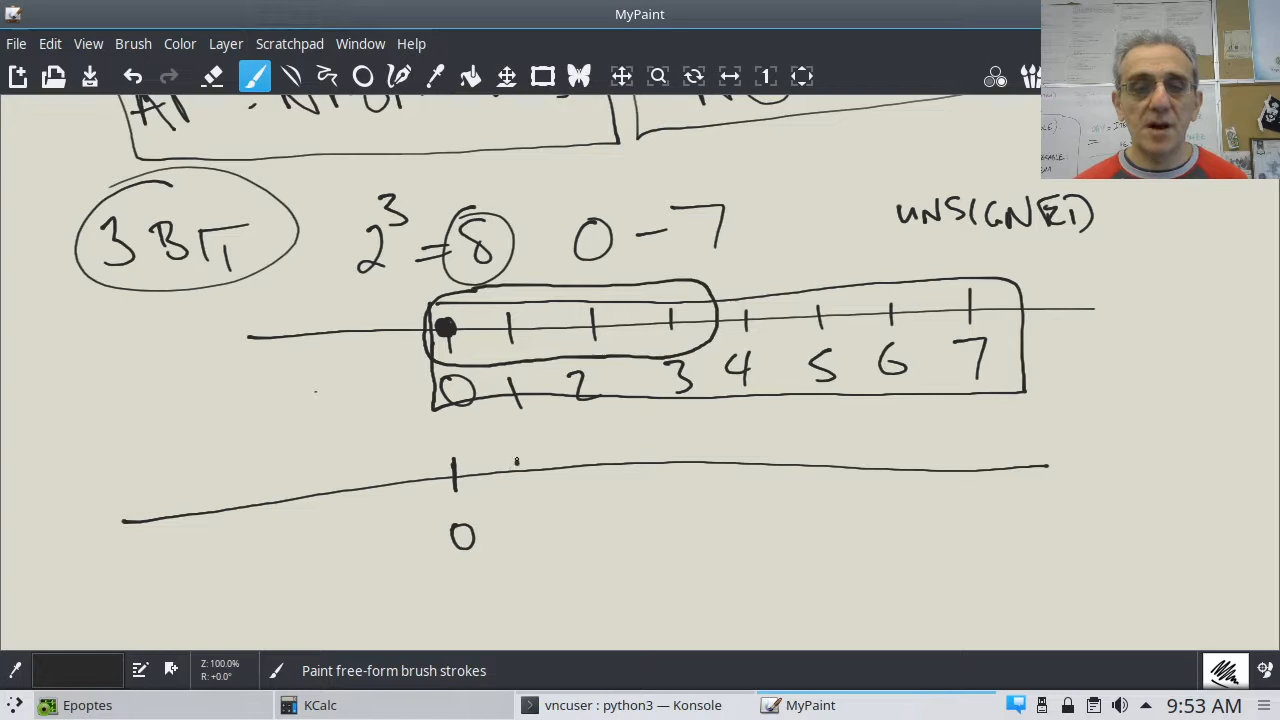 MyPaint
File Edit View Brush Color Layer Scratchpad Window Help
3 BIT 2³ = 8 0 - 7 UNSIGNED
0 1 2 3 4 5 6 7
0
Z: 100.0%
R: +0.0°
Paint free-form brush strokes
Epoptes KCalc vncuser : python3 — Konsole MyPaint 9:53 AM